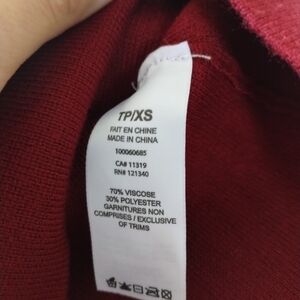 TP/XS
FAIT EN CHINE
MADE IN CHINA
100060685
CA# 11319
RN# 121340
70% VISCOSE
30% POLYESTER
GARNITURES NON
COMPRISES / EXCLUSIVE
OF TRIMS